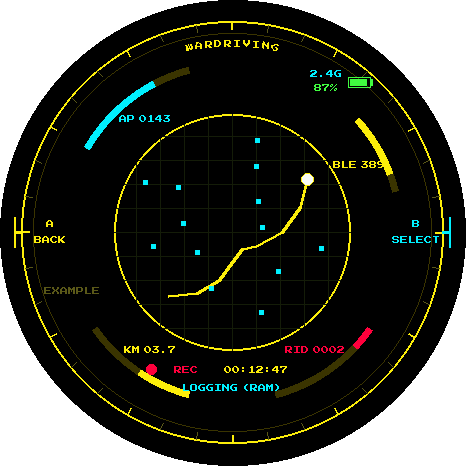 WARDRIVING
2.4G
87%
AP 0143
BLE 389
A
BACK
B
SELECT
EXAMPLE
KM 03.7
RID 0002
REC
00:12:47
LOGGING (RAM)